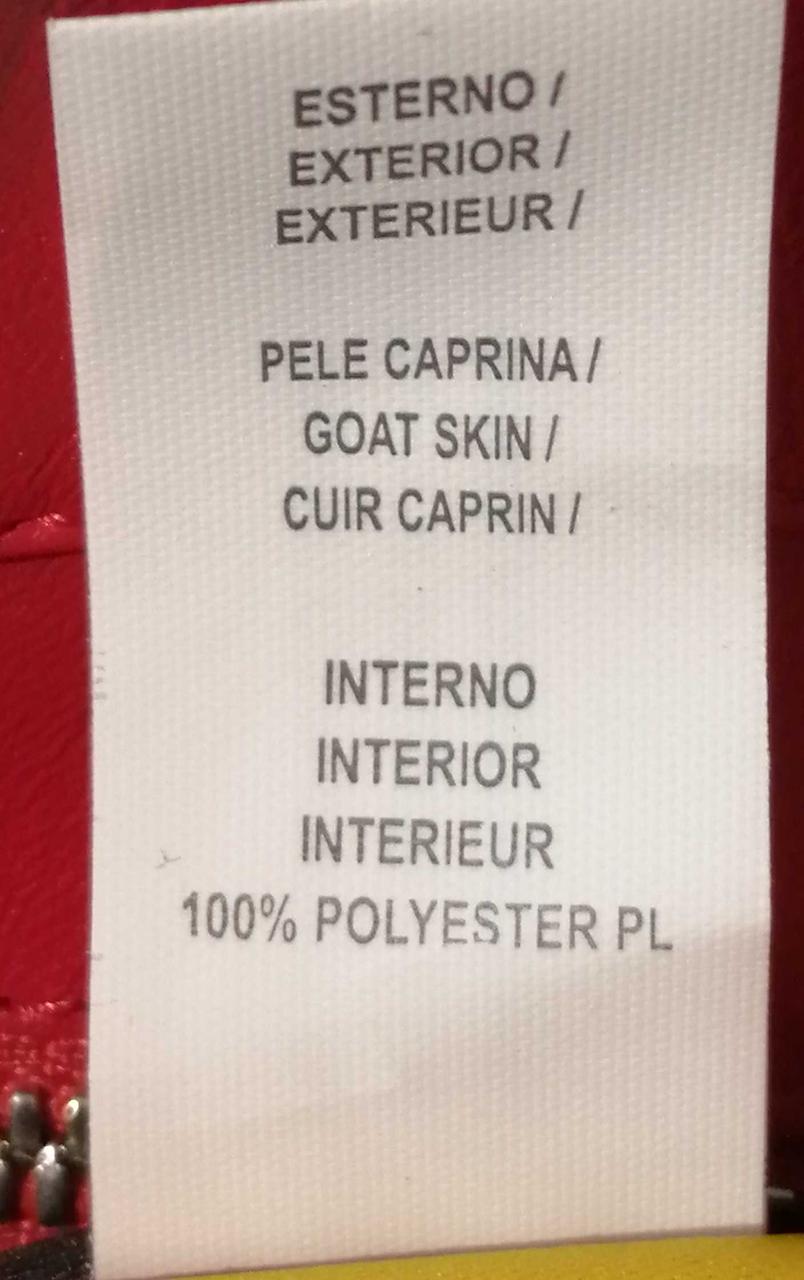 ESTERNO /
EXTERIOR /
EXTERIEUR /
PELE CAPRINA /
GOAT SKIN /
CUIR CAPRIN /
INTERNO
INTERIOR
INTERIEUR
100% POLYESTER PL